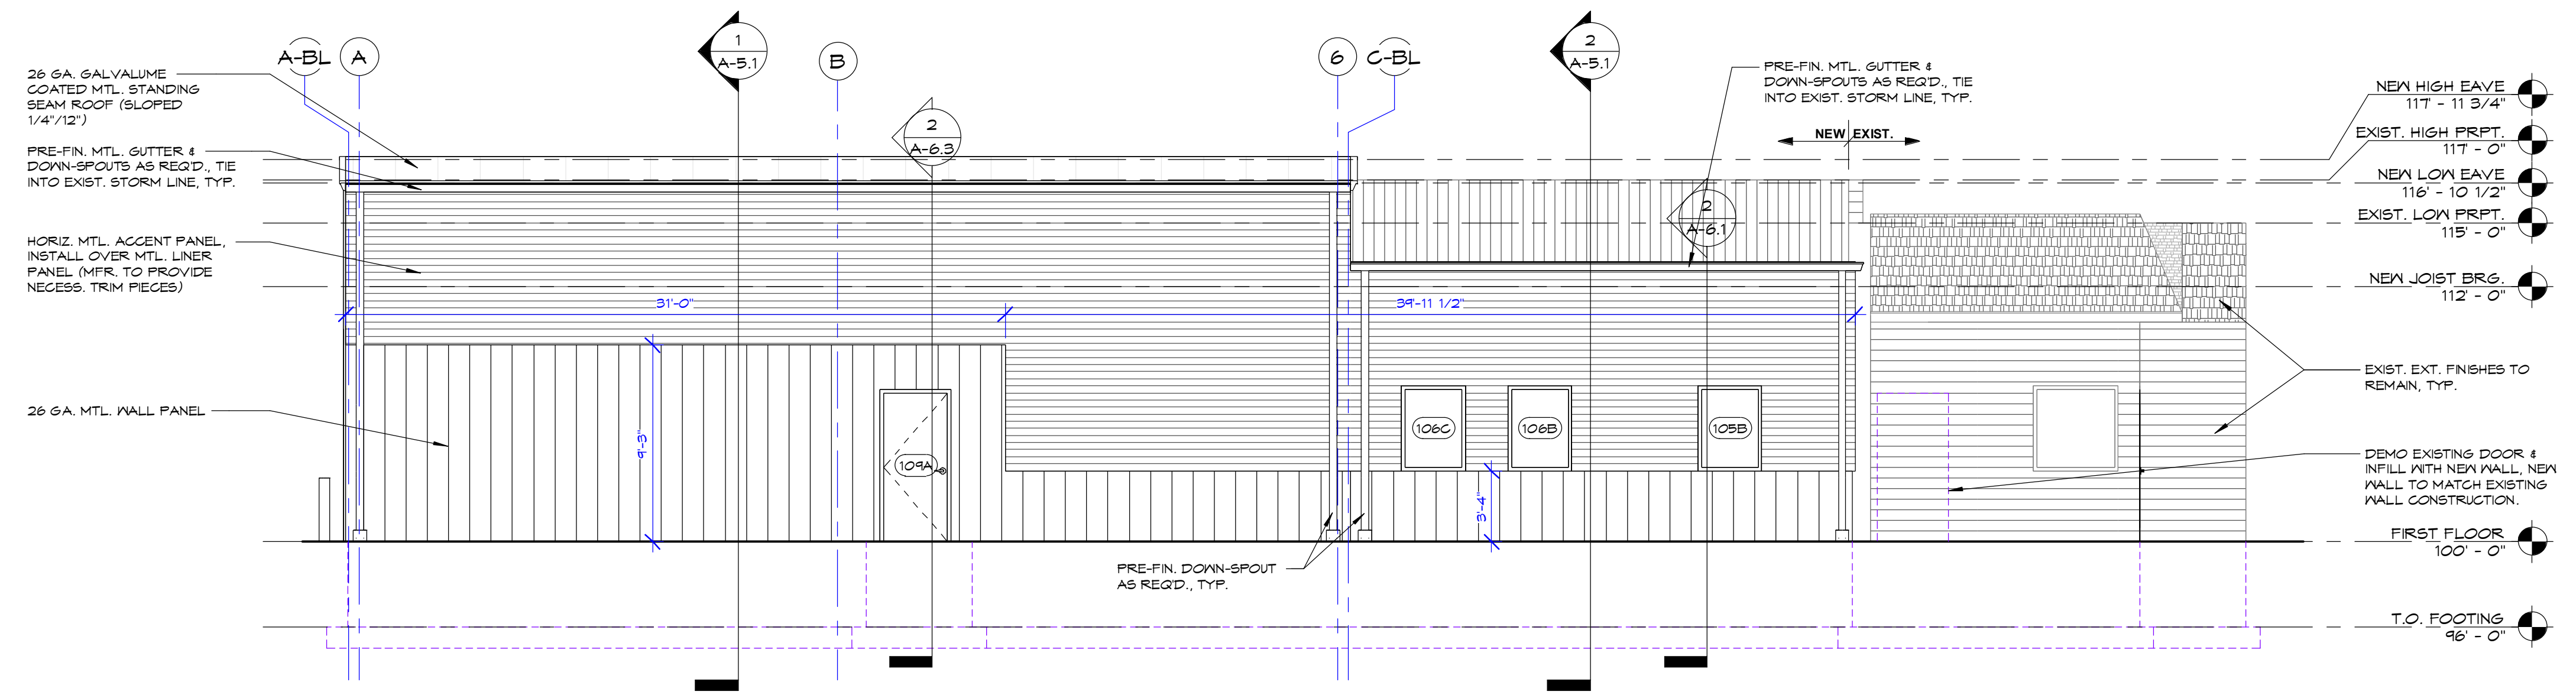 A-BL
A
1
A-5.1
B
2
A-6.3
6
C-BL
2
A-5.1
2
A-6.1
26 GA. GALVALUME
COATED MTL. STANDING
SEAM ROOF (SLOPED
1/4"/12")
PRE-FIN. MTL. GUTTER &
DOWN-SPOUTS AS REQ'D., TIE
INTO EXIST. STORM LINE, TYP.
HORIZ. MTL. ACCENT PANEL,
INSTALL OVER MTL. LINER
PANEL (MFR. TO PROVIDE
NECESS. TRIM PIECES)
26 GA. MTL. WALL PANEL
PRE-FIN. MTL. GUTTER &
DOWN-SPOUTS AS REQ'D., TIE
INTO EXIST. STORM LINE, TYP.
NEW EXIST.
31'-0"
39'-11 1/2"
9'-3"
3'-4"
109A
106C
106B
105B
PRE-FIN. DOWN-SPOUT
AS REQ'D., TYP.
NEW HIGH EAVE
117' - 11 3/4"
EXIST. HIGH PRPT.
117' - 0"
NEW LOW EAVE
116' - 10 1/2"
EXIST. LOW PRPT.
115' - 0"
NEW JOIST BRG.
112' - 0"
EXIST. EXT. FINISHES TO
REMAIN, TYP.
DEMO EXISTING DOOR &
INFILL WITH NEW WALL, NEW
WALL TO MATCH EXISTING
WALL CONSTRUCTION.
FIRST FLOOR
100' - 0"
T.O. FOOTING
96' - 0"